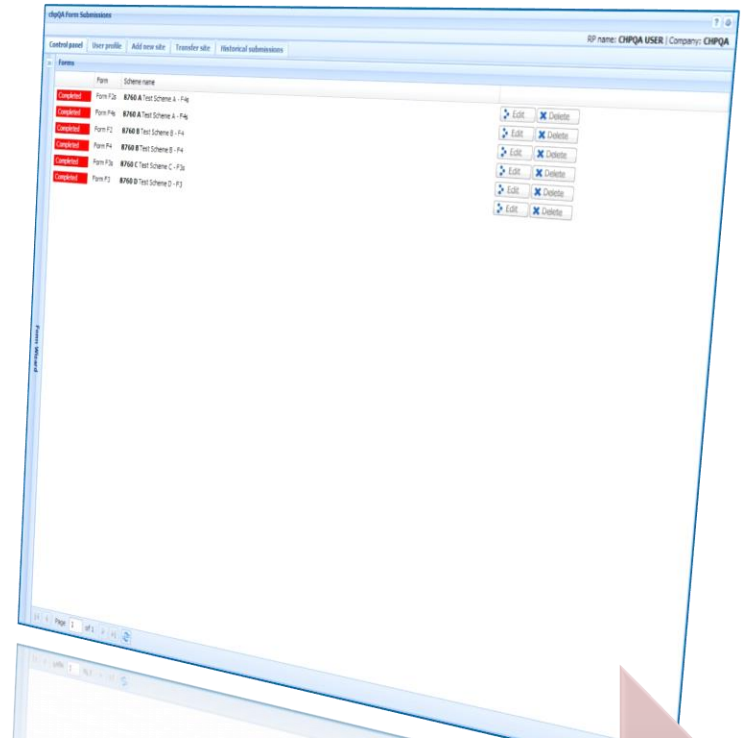 chpQA Form Submissions
RP name: CHPQA USER | Company: CHPQA
Control panel User profile Add new site Transfer site Historical submissions
Forms
Form Scheme name
Completed Form F2s 8760 A Test Scheme A - F4s Edit Delete
Completed Form F4s 8760 A Test Scheme A - F4s Edit Delete
Completed Form F2 8760 B Test Scheme B - F4 Edit Delete
Completed Form F4 8760 B Test Scheme B - F4 Edit Delete
Completed Form F3s 8760 C Test Scheme C - F3s Edit Delete
Completed Form F3 8760 D Test Scheme D - F3 Edit Delete
Form Wizard
Page 1 of 1